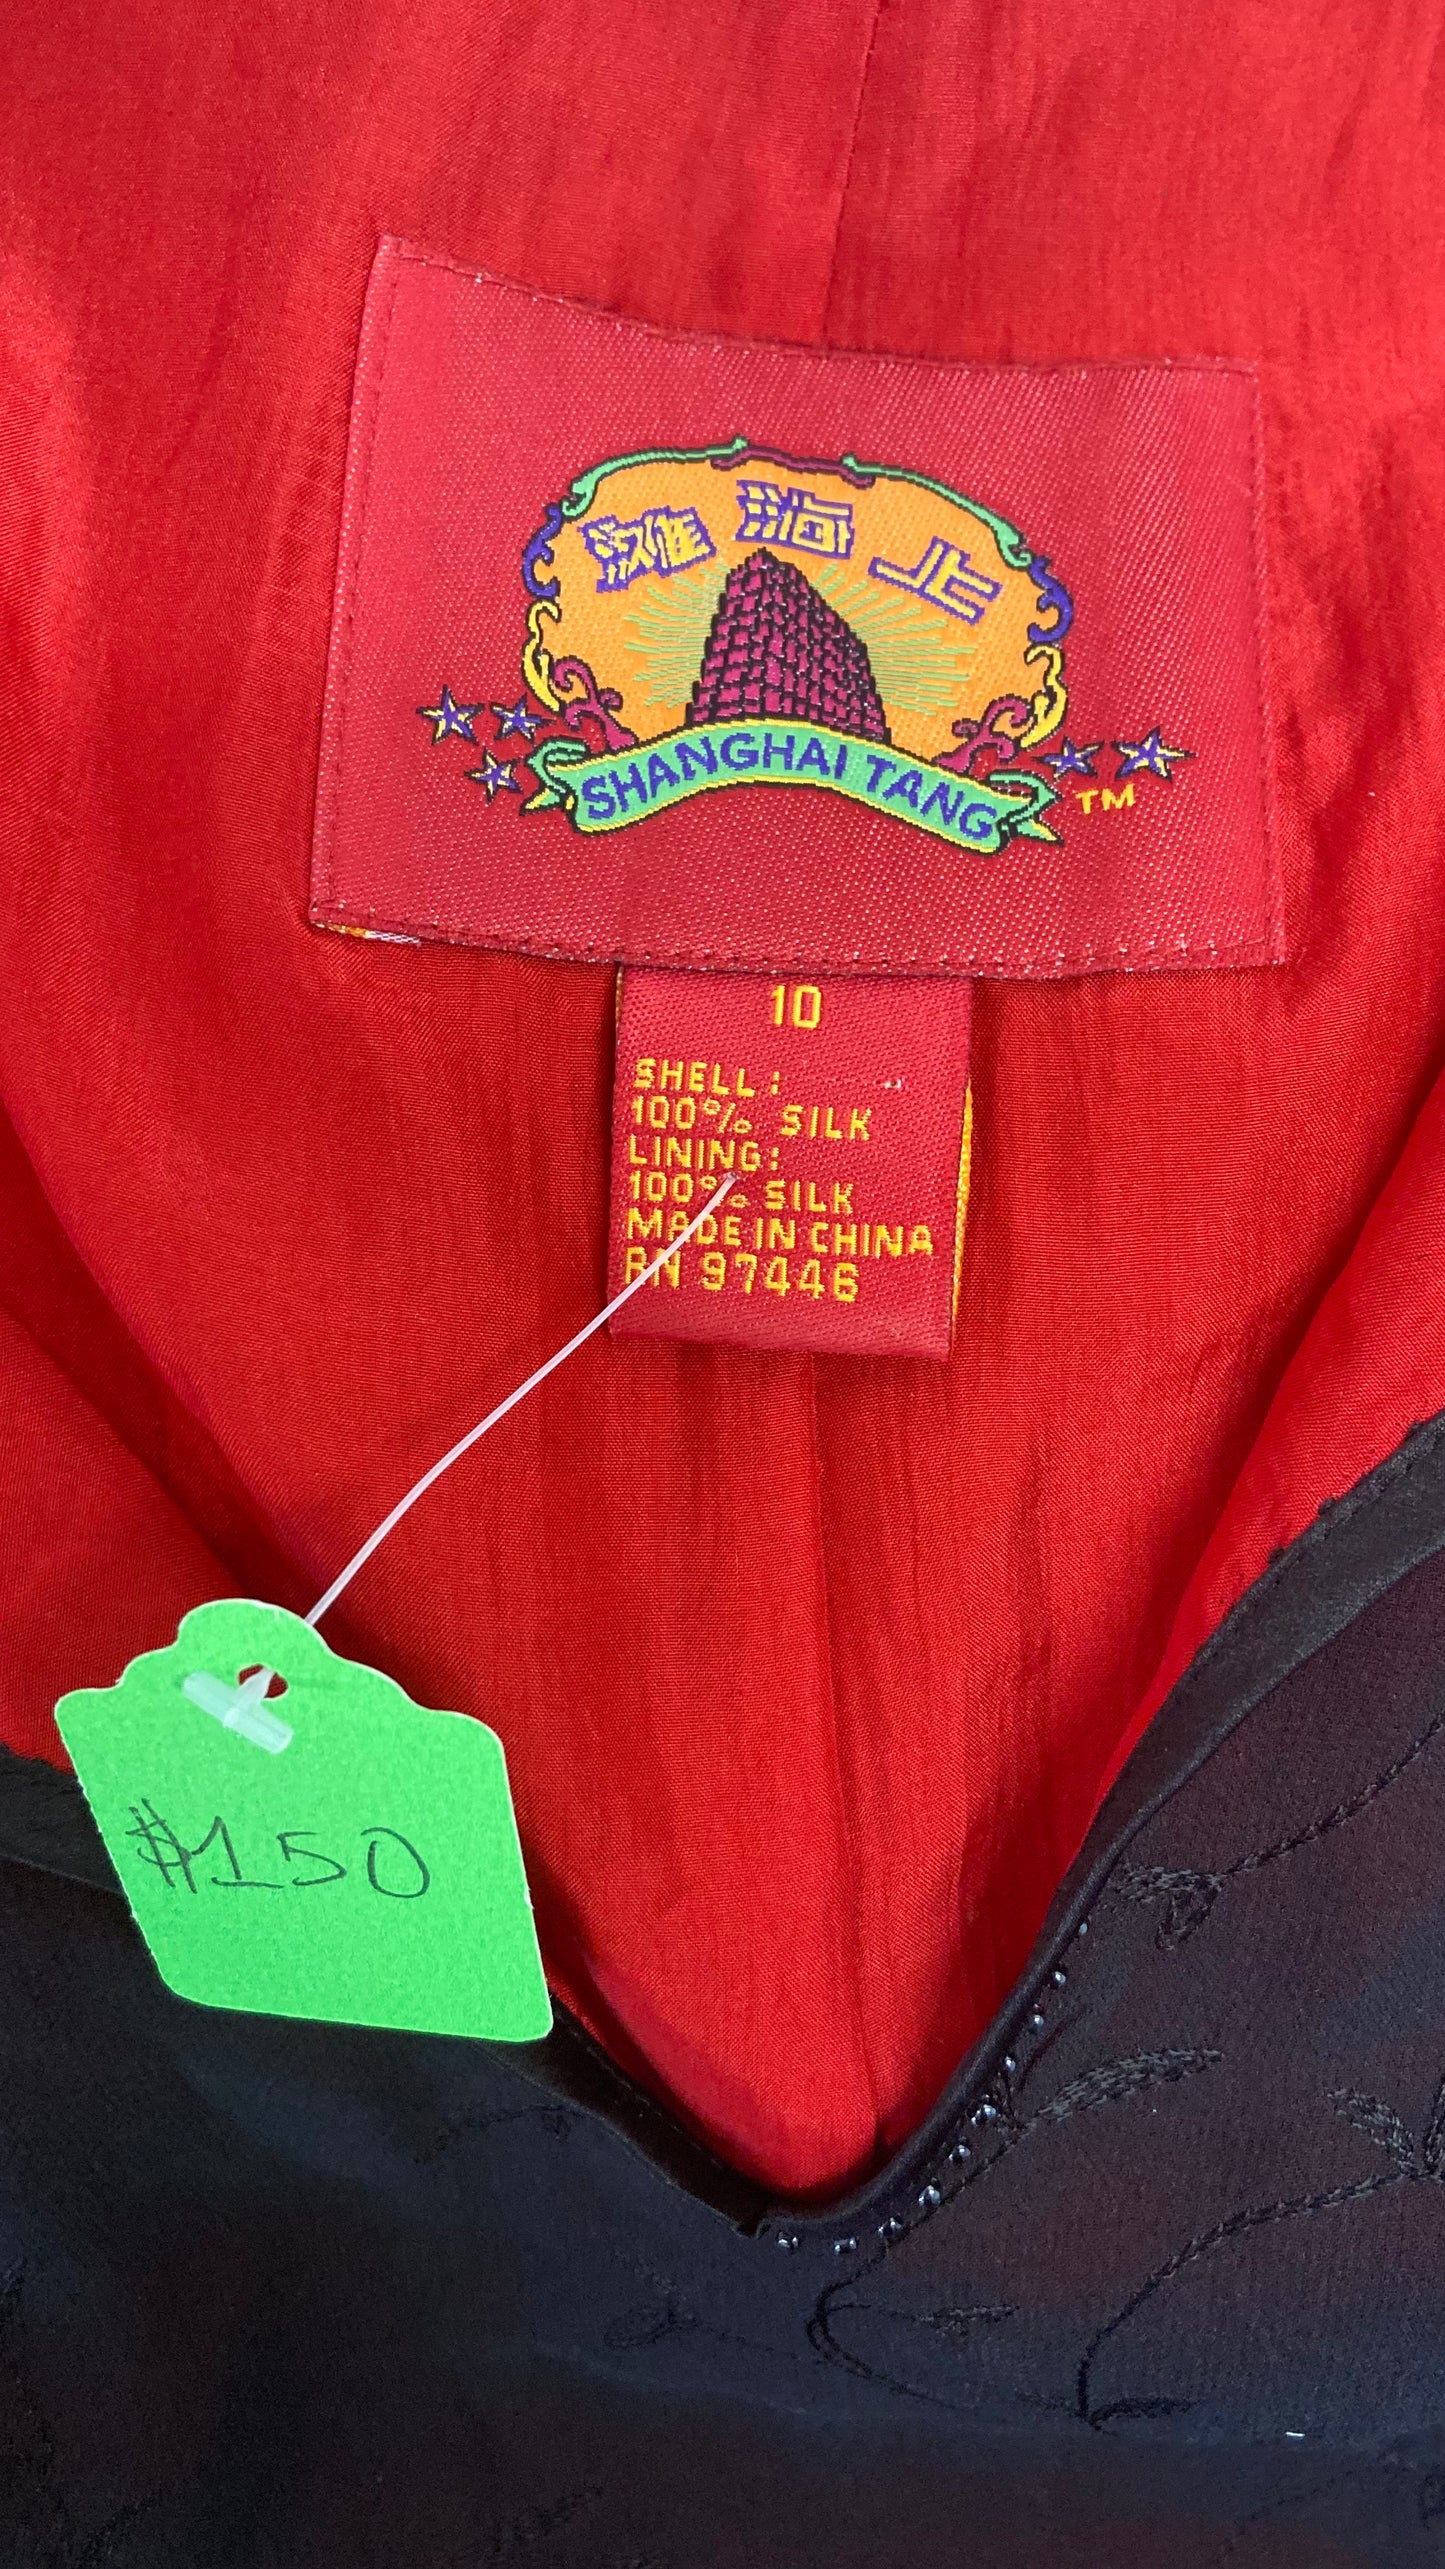 上海灘
SHANGHAI TANG
TM
10
SHELL:
100% SILK
LINING:
100% SILK
MADE IN CHINA
RN 97446
$150